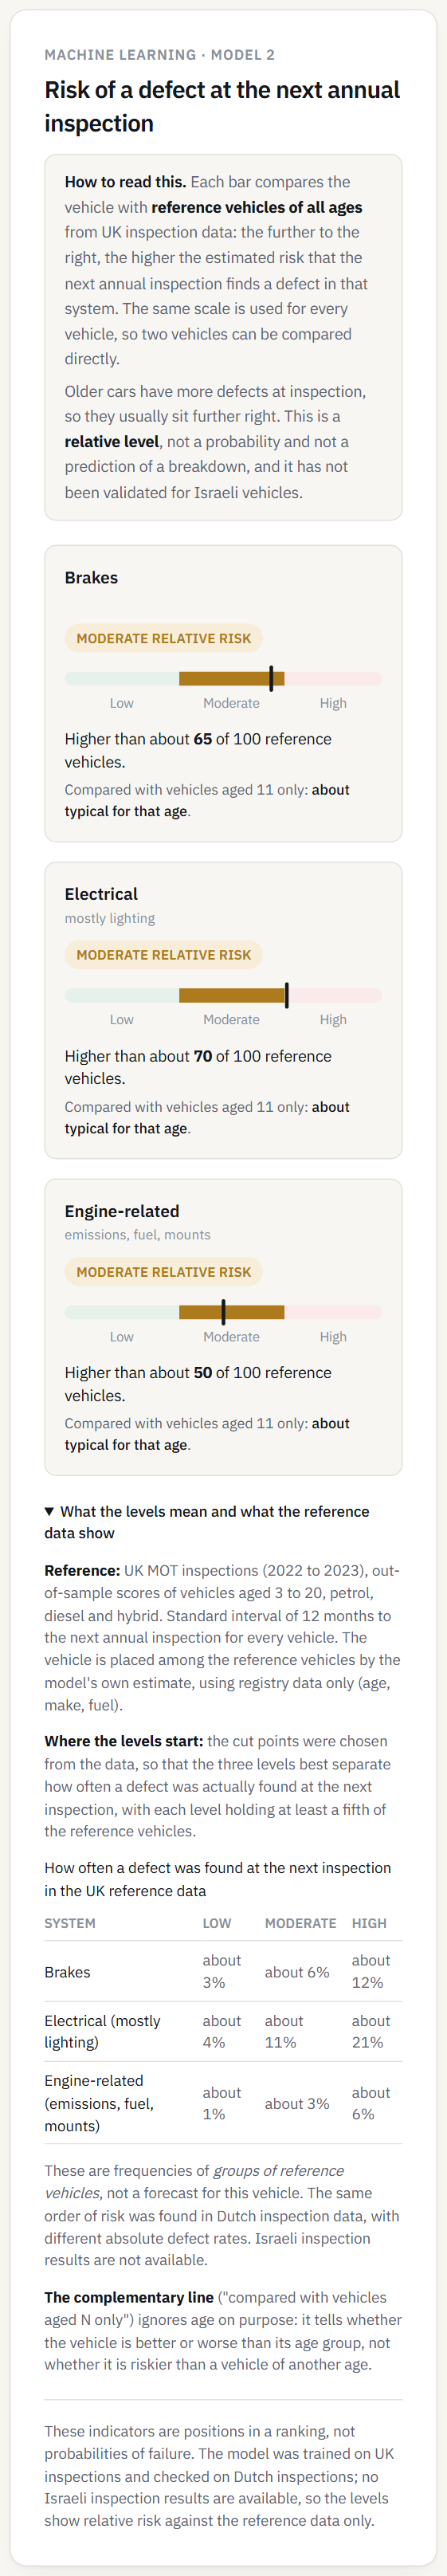 MACHINE LEARNING · MODEL 2
Risk of a defect at the next annual
inspection
How to read this. Each bar compares the
vehicle with reference vehicles of all ages
from UK inspection data: the further to the
right, the higher the estimated risk that the
next annual inspection finds a defect in that
system. The same scale is used for every
vehicle, so two vehicles can be compared
directly.
Older cars have more defects at inspection,
so they usually sit further right. This is a
relative level, not a probability and not a
prediction of a breakdown, and it has not
been validated for Israeli vehicles.
Brakes
MODERATE RELATIVE RISK
Low Moderate High
Higher than about 65 of 100 reference
vehicles.
Compared with vehicles aged 11 only: about
typical for that age.
Electrical
mostly lighting
MODERATE RELATIVE RISK
Low Moderate High
Higher than about 70 of 100 reference
vehicles.
Compared with vehicles aged 11 only: about
typical for that age.
Engine-related
emissions, fuel, mounts
MODERATE RELATIVE RISK
Low Moderate High
Higher than about 50 of 100 reference
vehicles.
Compared with vehicles aged 11 only: about
typical for that age.
▼ What the levels mean and what the reference
data show
Reference: UK MOT inspections (2022 to 2023), out-
of-sample scores of vehicles aged 3 to 20, petrol,
diesel and hybrid. Standard interval of 12 months to
the next annual inspection for every vehicle. The
vehicle is placed among the reference vehicles by the
model's own estimate, using registry data only (age,
make, fuel).
Where the levels start: the cut points were chosen
from the data, so that the three levels best separate
how often a defect was actually found at the next
inspection, with each level holding at least a fifth of
the reference vehicles.
How often a defect was found at the next inspection
in the UK reference data
SYSTEM LOW MODERATE HIGH
Brakes about 3% about 6% about 12%
Electrical (mostly lighting) about 4% about 11% about 21%
Engine-related (emissions, fuel, mounts) about 1% about 3% about 6%
These are frequencies of groups of reference
vehicles, not a forecast for this vehicle. The same
order of risk was found in Dutch inspection data, with
different absolute defect rates. Israeli inspection
results are not available.
The complementary line ("compared with vehicles
aged N only") ignores age on purpose: it tells whether
the vehicle is better or worse than its age group, not
whether it is riskier than a vehicle of another age.
These indicators are positions in a ranking, not
probabilities of failure. The model was trained on UK
inspections and checked on Dutch inspections; no
Israeli inspection results are available, so the levels
show relative risk against the reference data only.